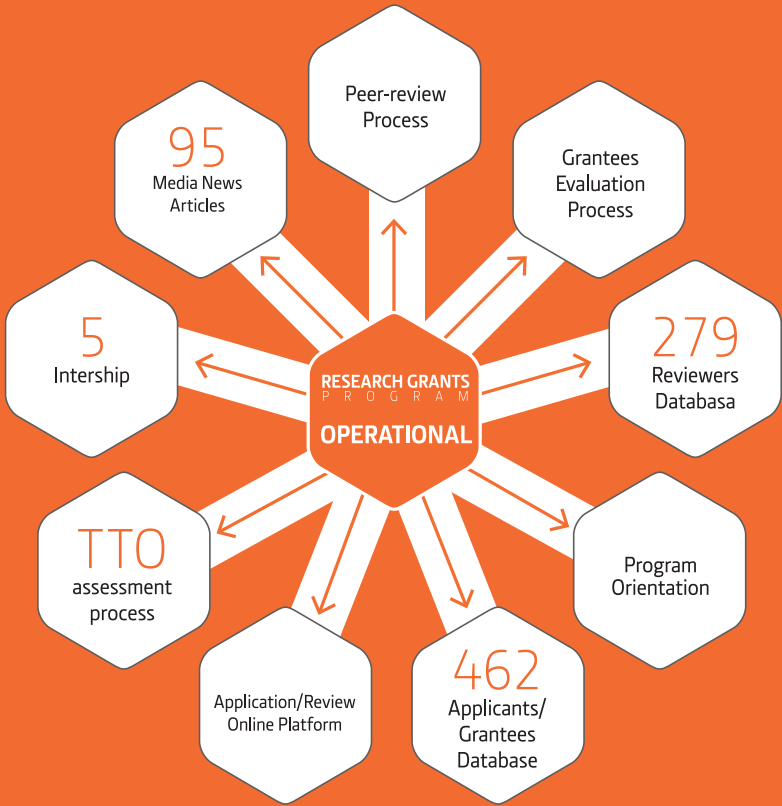 Peer-review
Process
95
Media News
Articles
Grantees
Evaluation
Process
5
Intership
279
Reviewers
Databasa
RESEARCH GRANTS
PROGRAM
OPERATIONAL
TTO
assessment
process
Program
Orientation
Application/Review
Online Platform
462
Applicants/
Grantees
Database